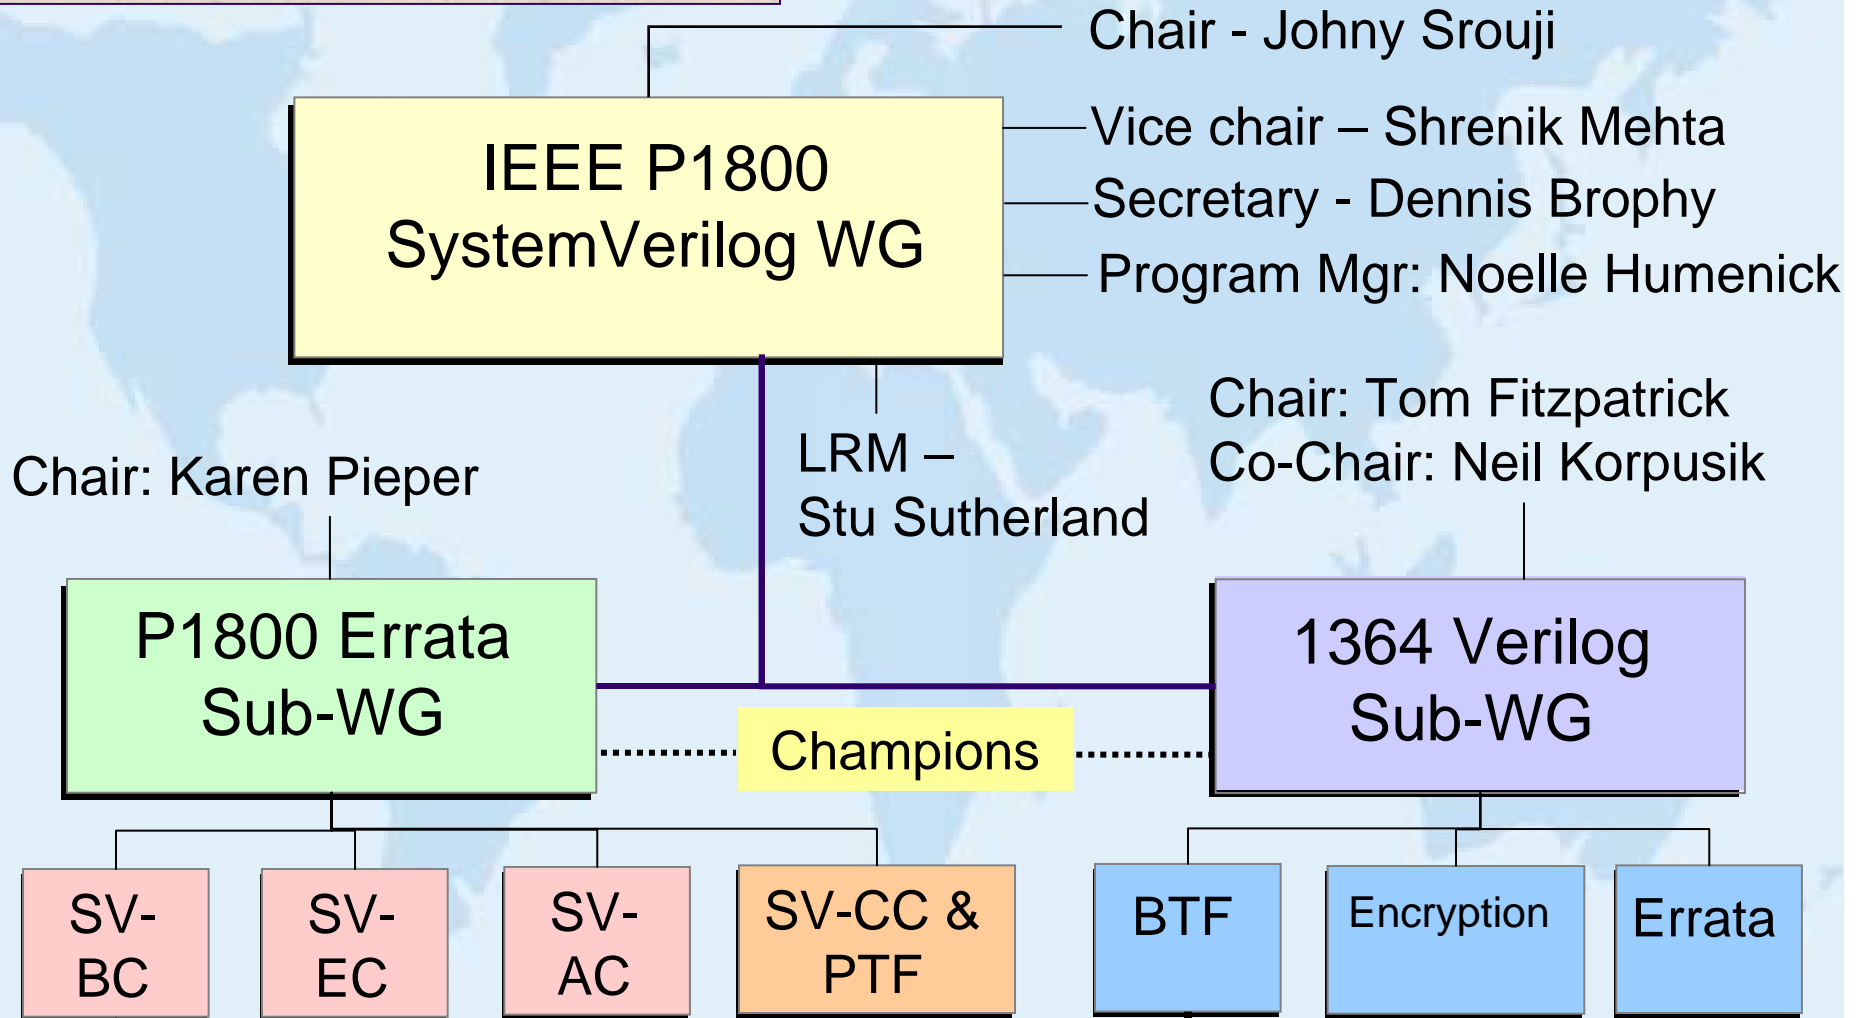 Chair - Johny Srouji
IEEE P1800
SystemVerilog WG
Vice chair – Shrenik Mehta
Secretary - Dennis Brophy
Program Mgr: Noelle Humenick
LRM –
Stu Sutherland
Chair: Karen Pieper
Chair: Tom Fitzpatrick
Co-Chair: Neil Korpusik
P1800 Errata
Sub-WG
1364 Verilog
Sub-WG
Champions
SV-
BC
SV-
EC
SV-
AC
SV-CC &
PTF
BTF
Encryption
Errata